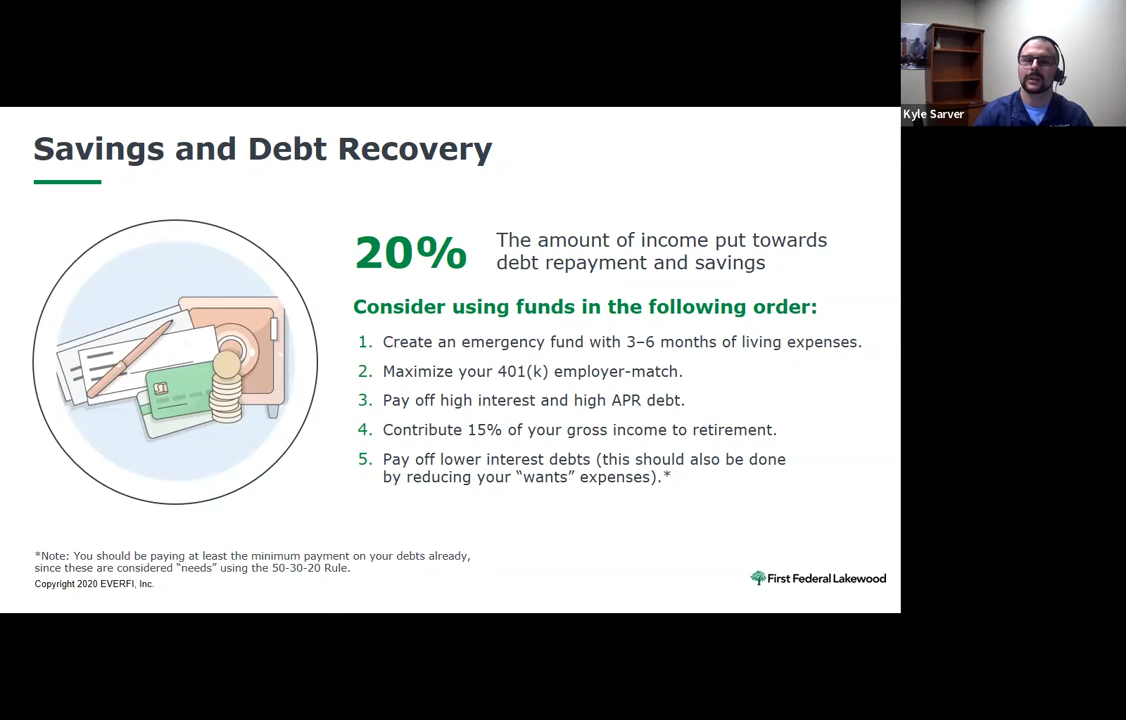 Kyle Sarver
Savings and Debt Recovery
20%
The amount of income put towards
debt repayment and savings
Consider using funds in the following order:
1. Create an emergency fund with 3–6 months of living expenses.
2. Maximize your 401(k) employer-match.
3. Pay off high interest and high APR debt.
4. Contribute 15% of your gross income to retirement.
5. Pay off lower interest debts (this should also be done
by reducing your “wants” expenses).*
*Note: You should be paying at least the minimum payment on your debts already,
since these are considered “needs” using the 50-30-20 Rule.
Copyright 2020 EVERFI, Inc.
First Federal Lakewood